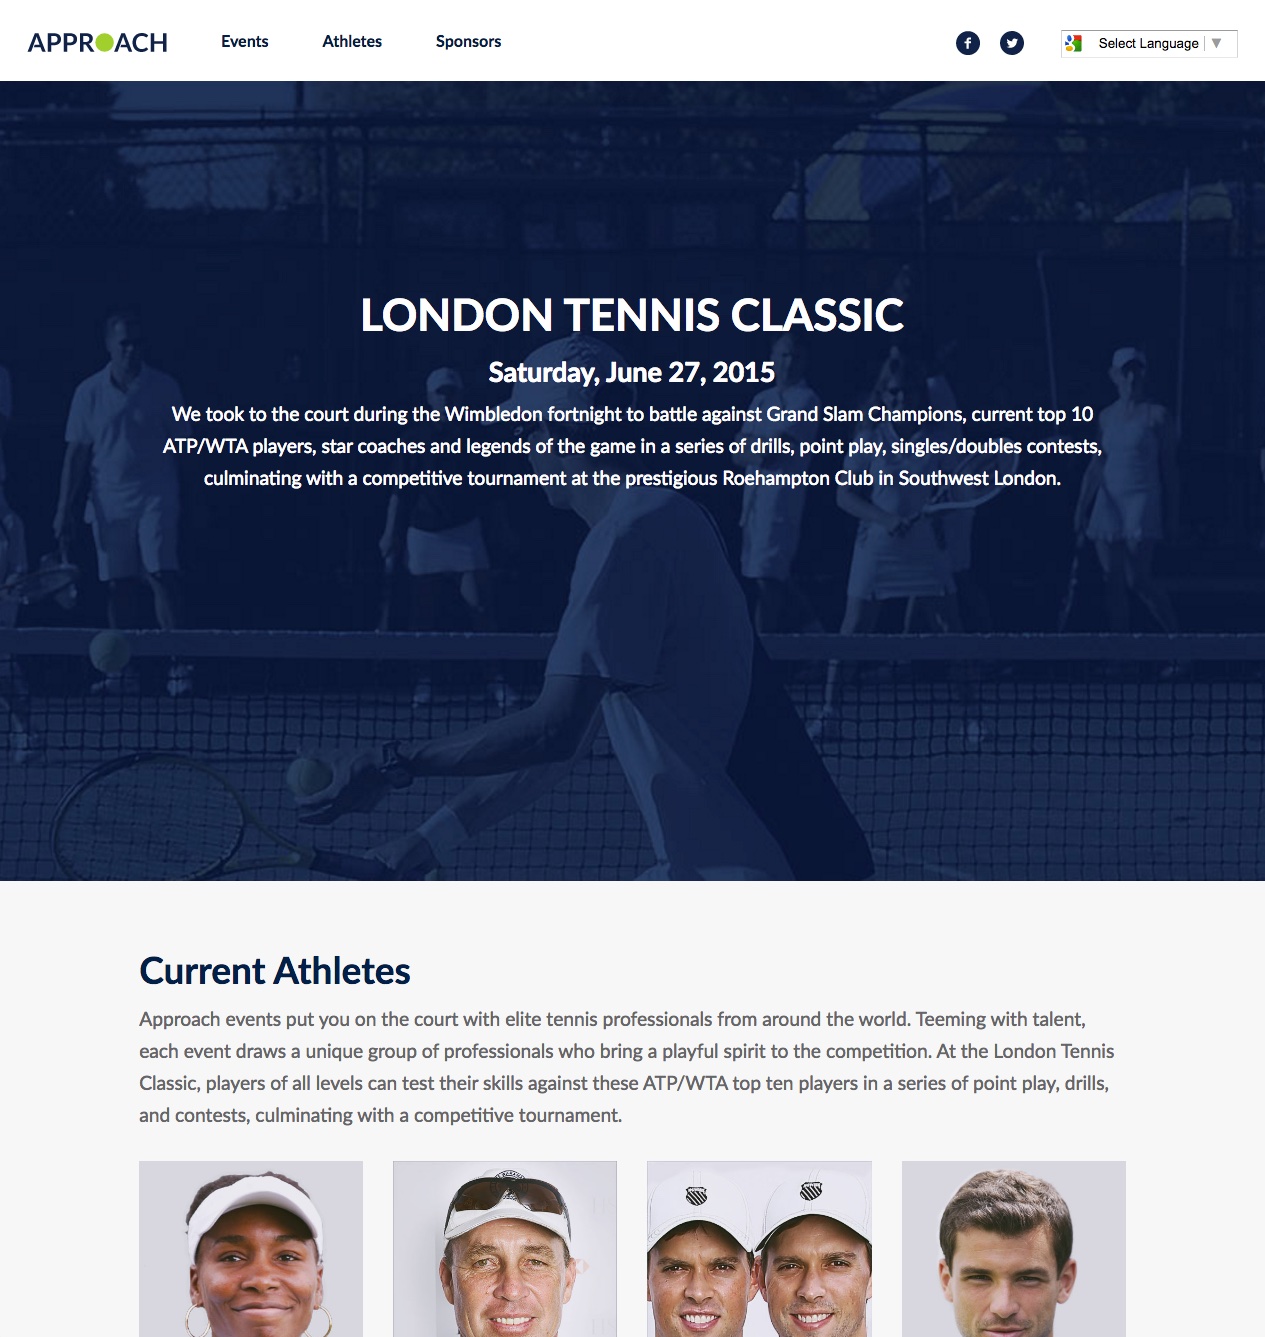 APPROACH
Events
Athletes
Sponsors
Select Language
LONDON TENNIS CLASSIC
Saturday, June 27, 2015
We took to the court during the Wimbledon fortnight to battle against Grand Slam Champions, current top 10
ATP/WTA players, star coaches and legends of the game in a series of drills, point play, singles/doubles contests,
culminating with a competitive tournament at the prestigious Roehampton Club in Southwest London.
Current Athletes
Approach events put you on the court with elite tennis professionals from around the world. Teeming with talent,
each event draws a unique group of professionals who bring a playful spirit to the competition. At the London Tennis
Classic, players of all levels can test their skills against these ATP/WTA top ten players in a series of point play, drills,
and contests, culminating with a competitive tournament.